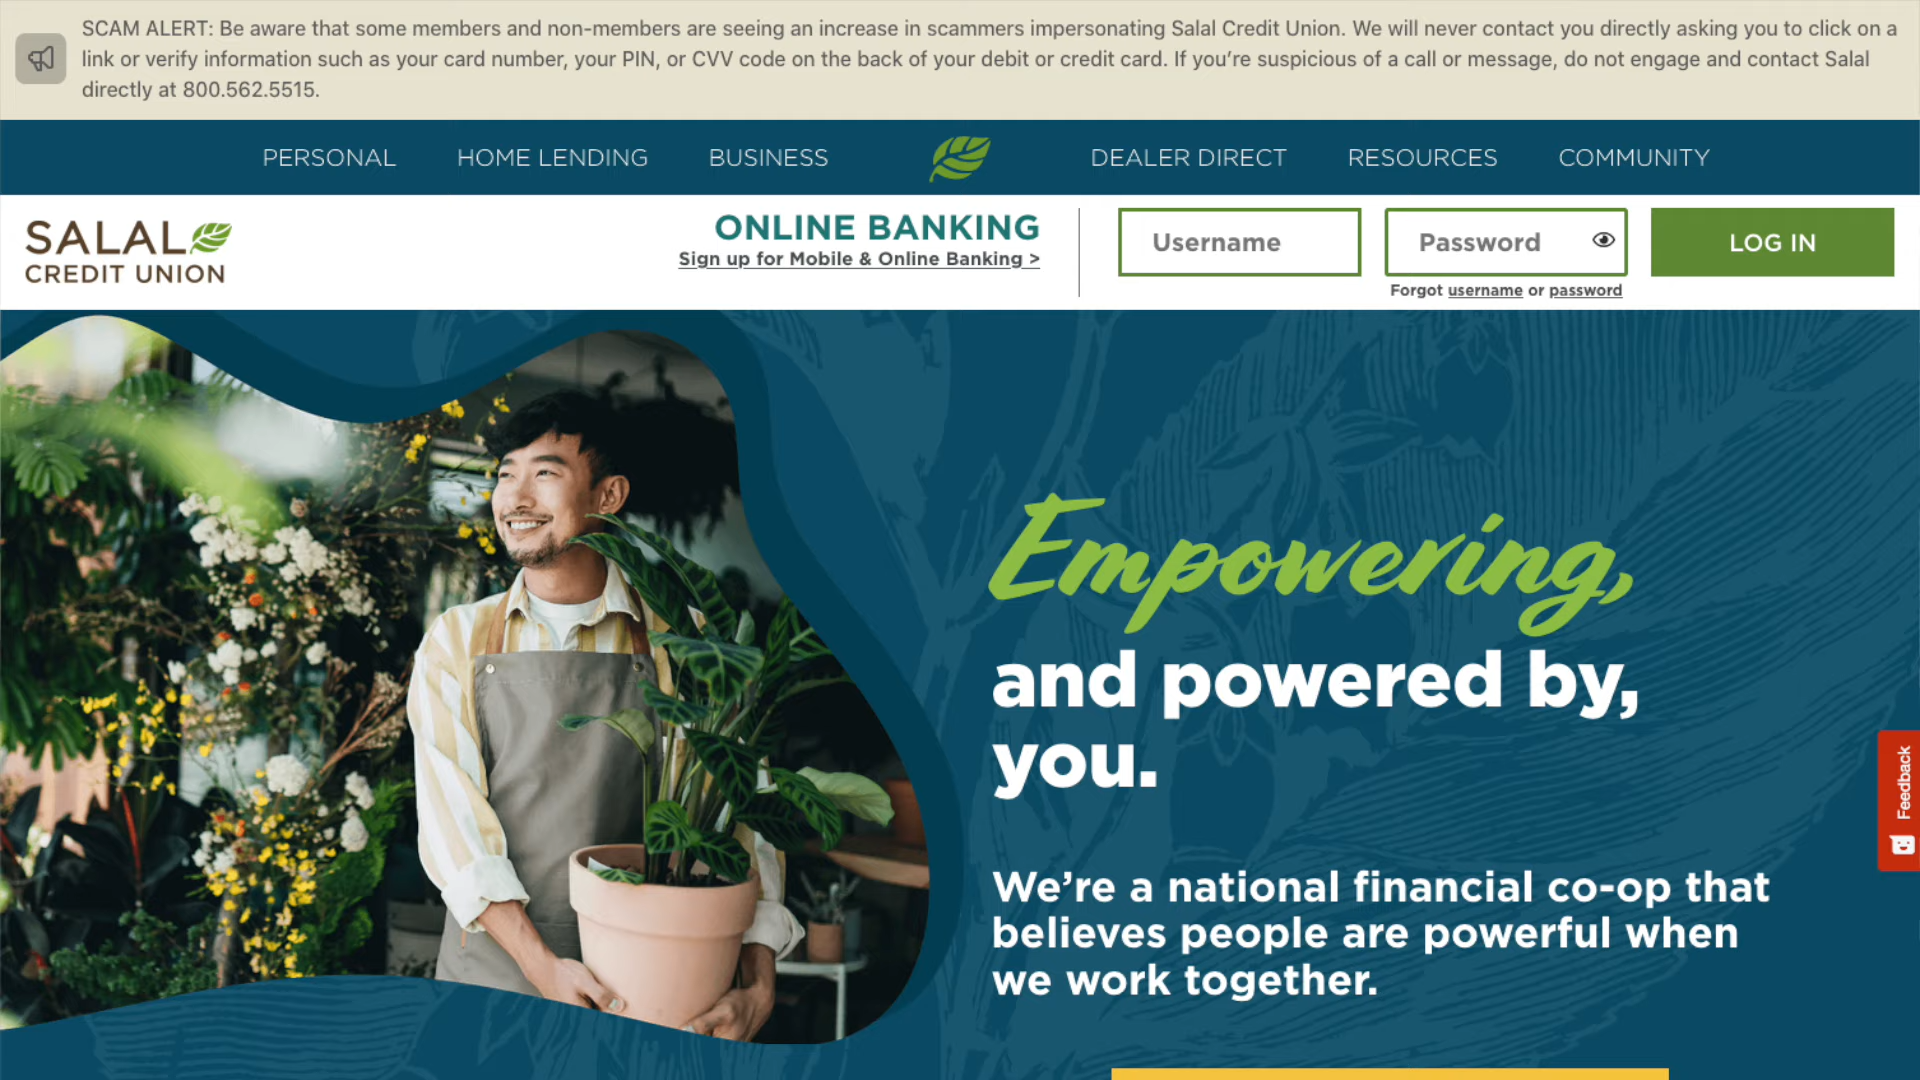 SCAM ALERT: Be aware that some members and non-members are seeing an increase in scammers impersonating Salal Credit Union. We will never contact you directly asking you to click on a
link or verify information such as your card number, your PIN, or CVV code on the back of your debit or credit card. If you’re suspicious of a call or message, do not engage and contact Salal
directly at 800.562.5515.
PERSONAL HOME LENDING BUSINESS DEALER DIRECT RESOURCES COMMUNITY
SALAL
CREDIT UNION
ONLINE BANKING
Sign up for Mobile & Online Banking >
Username
Password
LOG IN
Forgot username or password
Empowering,
and powered by,
you.
We’re a national financial co-op that
believes people are powerful when
we work together.
Feedback